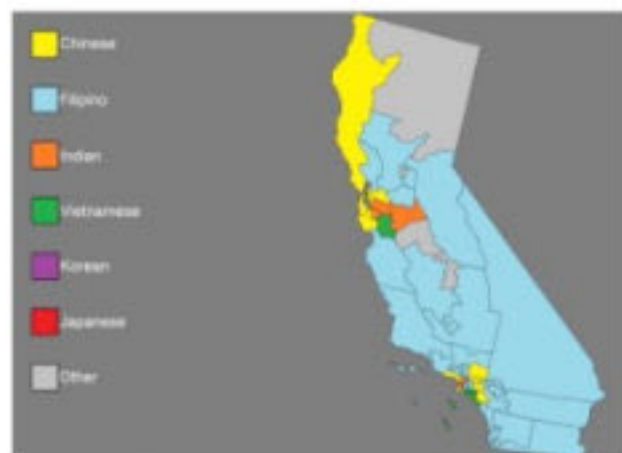 Chinese
Filipino
Indian
Vietnamese
Korean
Japanese
Other